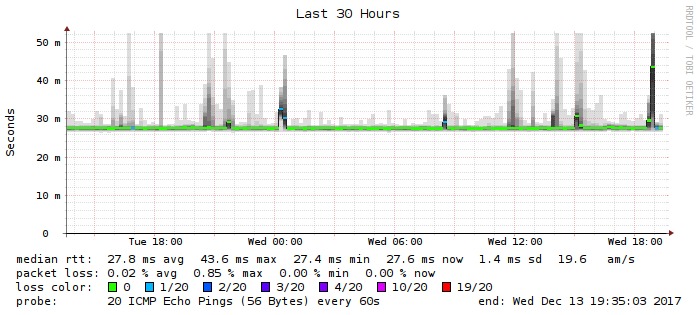 Last 30 Hours
RRDTOOL / TOBI OETIKER
Seconds
50 m
40 m
30 m
20 m
10 m
0
Tue 18:00 Wed 00:00 Wed 06:00 Wed 12:00 Wed 18:00
median rtt: 27.8 ms avg 43.6 ms max 27.4 ms min 27.6 ms now 1.4 ms sd 19.6 am/s
packet loss: 0.02 % avg 0.85 % max 0.00 % min 0.00 % now
loss color: 0 1/20 2/20 3/20 4/20 10/20 19/20
probe: 20 ICMP Echo Pings (56 Bytes) every 60s end: Wed Dec 13 19:35:03 2017